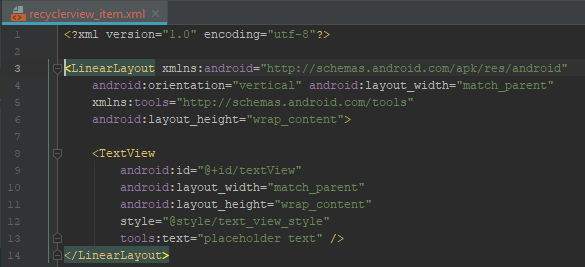 recyclerview_item.xml
1 <?xml version="1.0" encoding="utf-8"?>
2
3 <LinearLayout xmlns:android="http://schemas.android.com/apk/res/android"
4 android:orientation="vertical" android:layout_width="match_parent"
5 xmlns:tools="http://schemas.android.com/tools"
6 android:layout_height="wrap_content">
7
8 <TextView
9 android:id="@+id/textView"
10 android:layout_width="match_parent"
11 android:layout_height="wrap_content"
12 style="@style/text_view_style"
13 tools:text="placeholder text" />
14 </LinearLayout>